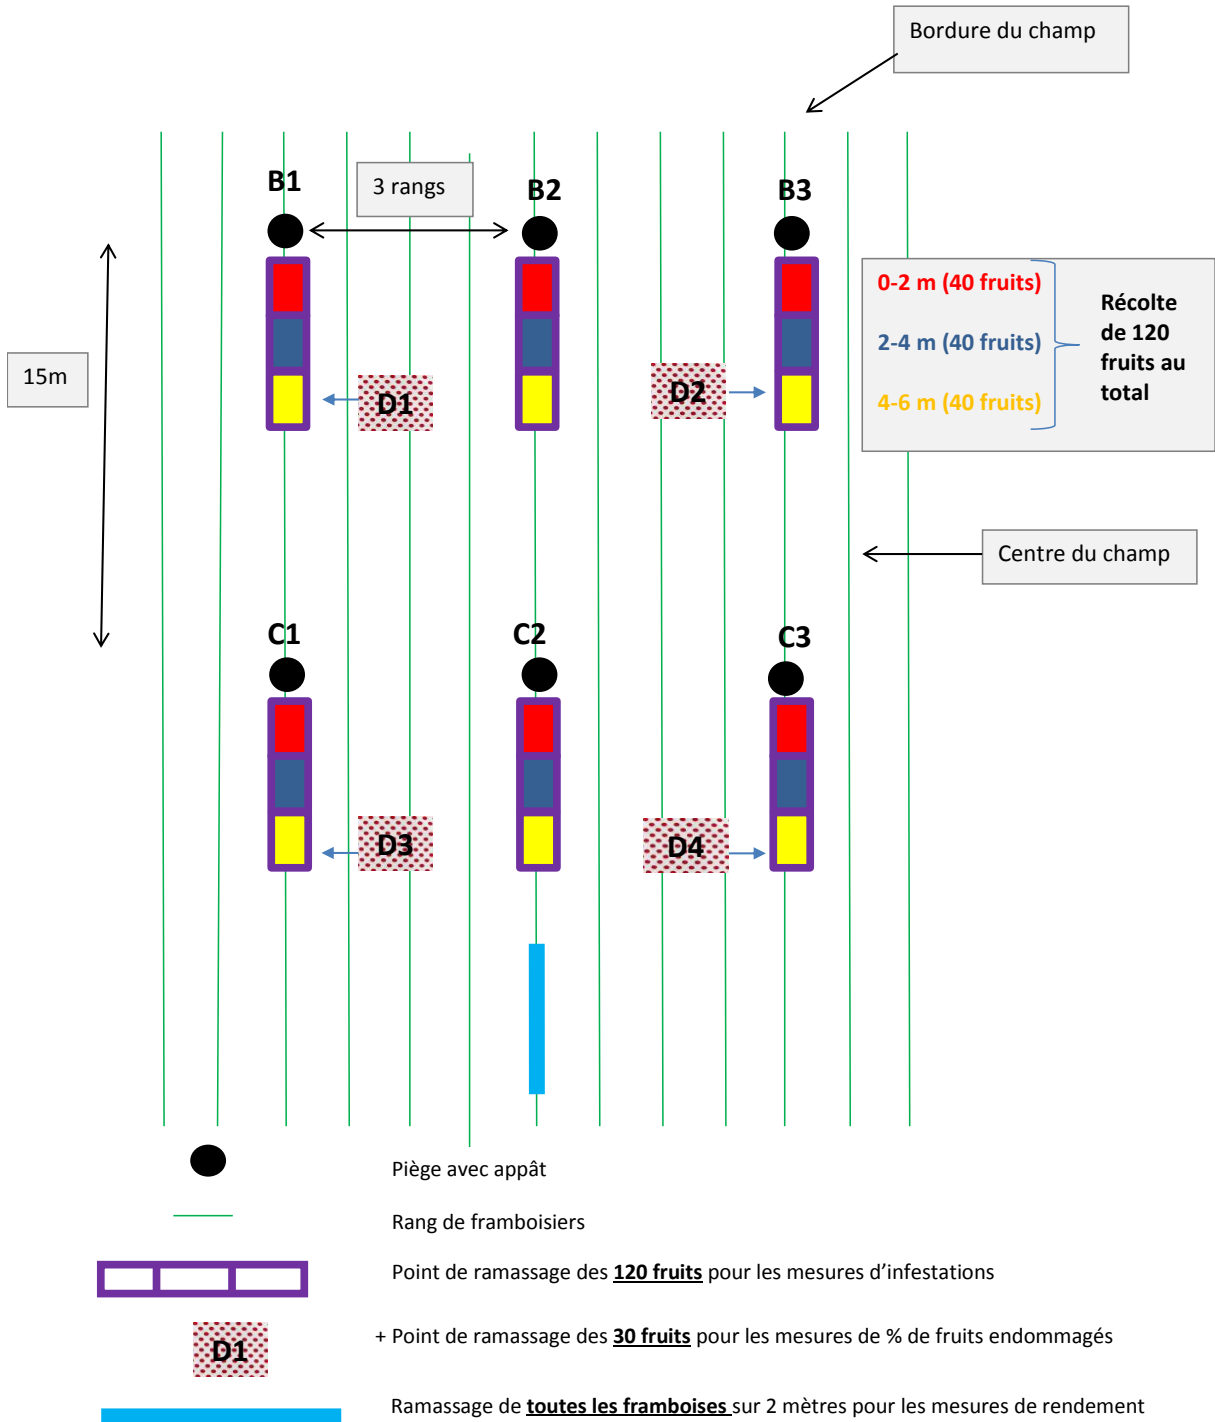 Bordure du champ
B1
3 rangs
B2
B3
0-2 m (40 fruits)
2-4 m (40 fruits)
4-6 m (40 fruits)
Récolte
de 120
fruits au
total
15m
D1
D2
Centre du champ
C1
C2
C3
D3
D4
Piège avec appât
Rang de framboisiers
Point de ramassage des 120 fruits pour les mesures d’infestations
D1
+ Point de ramassage des 30 fruits pour les mesures de % de fruits endommagés
Ramassage de toutes les framboises sur 2 mètres pour les mesures de rendement